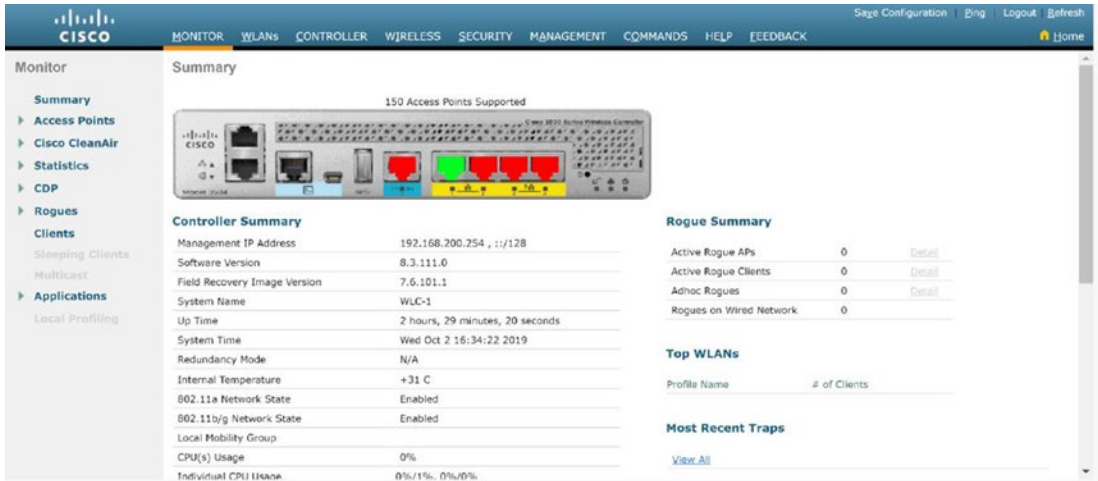 Save Configuration Ping Logout Refresh
CISCO
MONITOR WLANs CONTROLLER WIRELESS SECURITY MANAGEMENT COMMANDS HELP FEEDBACK
Home
Monitor
Summary
Access Points
Cisco CleanAir
Statistics
CDP
Rogues
Clients
Sleeping Clients
Multicast
Applications
Local Profiling
Summary
150 Access Points Supported
CISCO
Controller Summary
Management IP Address 192.168.200.254 , ::/128
Software Version 8.3.111.0
Field Recovery Image Version 7.6.101.1
System Name WLC-1
Up Time 2 hours, 29 minutes, 20 seconds
System Time Wed Oct 2 16:34:22 2019
Redundancy Mode N/A
Internal Temperature +31 C
802.11a Network State Enabled
802.11b/g Network State Enabled
Local Mobility Group
CPU(s) Usage 0%
Individual CPU Usage 0%/1%, 0%/0%
Rogue Summary
Active Rogue APs 0 Detail
Active Rogue Clients 0 Detail
Adhoc Rogues 0 Detail
Rogues on Wired Network 0
Top WLANs
Profile Name # of Clients
Most Recent Traps
View All